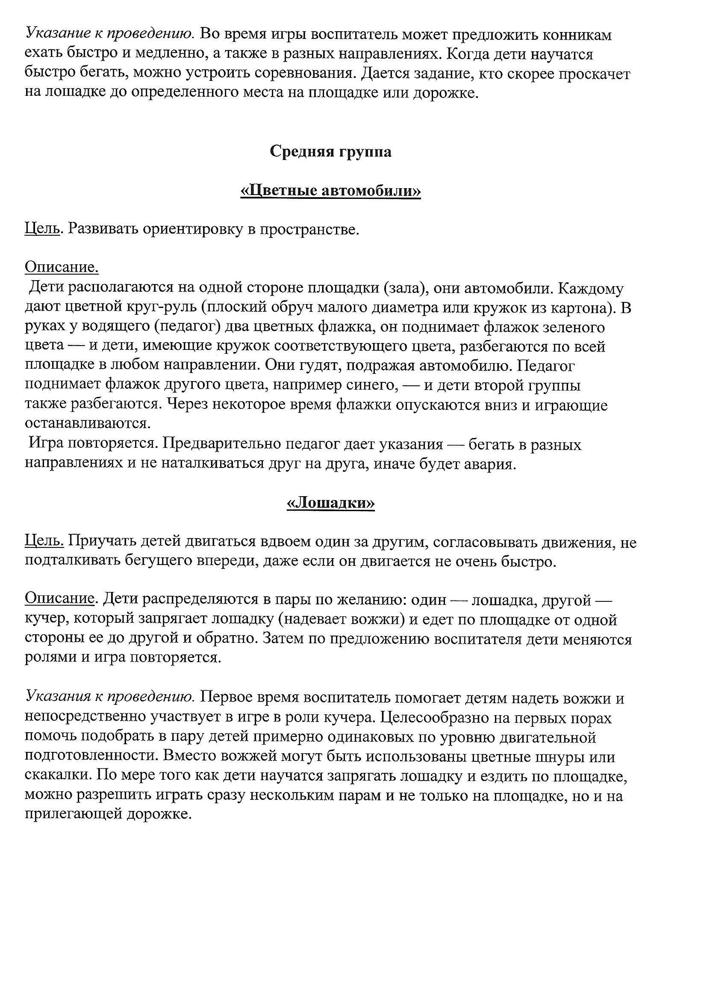 Указание к проведению. Во время игры воспитатель может предложить конникам
ехать быстро и медленно, а также в разных направлениях. Когда дети научатся
быстро бегать, можно устроить соревнования. Дается задание, кто скорее проскачет
на лошадке до определенного места на площадке или дорожке.
Средняя группа
«Цветные автомобили»
Цель. Развивать ориентировку в пространстве.
Описание.
Дети располагаются на одной стороне площадки (зала), они автомобили. Каждому
дают цветной круг-руль (плоский обруч малого диаметра или кружок из картона). В
руках у водящего (педагог) два цветных флажка, он поднимает флажок зеленого
цвета — и дети, имеющие кружок соответствующего цвета, разбегаются по всей
площадке в любом направлении. Они гудят, подражая автомобилю. Педагог
поднимает флажок другого цвета, например синего, — и дети второй группы
также разбегаются. Через некоторое время флажки опускаются вниз и играющие
останавливаются.
Игра повторяется. Предварительно педагог дает указания — бегать в разных
направлениях и не наталкиваться друг на друга, иначе будет авария.
«Лошадки»
Цель. Приучать детей двигаться вдвоем один за другим, согласовывать движения, не
подталкивать бегущего впереди, даже если он двигается не очень быстро.
Описание. Дети распределяются в пары по желанию: один — лошадка, другой —
кучер, который запрягает лошадку (надевает вожжи) и едет по площадке от одной
стороны ее до другой и обратно. Затем по предложению воспитателя дети меняются
ролями и игра повторяется.
Указания к проведению. Первое время воспитатель помогает детям надеть вожжи и
непосредственно участвует в игре в роли кучера. Целесообразно на первых порах
помочь подобрать в пару детей примерно одинаковых по уровню двигательной
подготовленности. Вместо вожжей могут быть использованы цветные шнуры или
скакалки. По мере того как дети научатся запрягать лошадку и ездить по площадке,
можно разрешить играть сразу нескольким парам и не только на площадке, но и на
прилегающей дорожке.